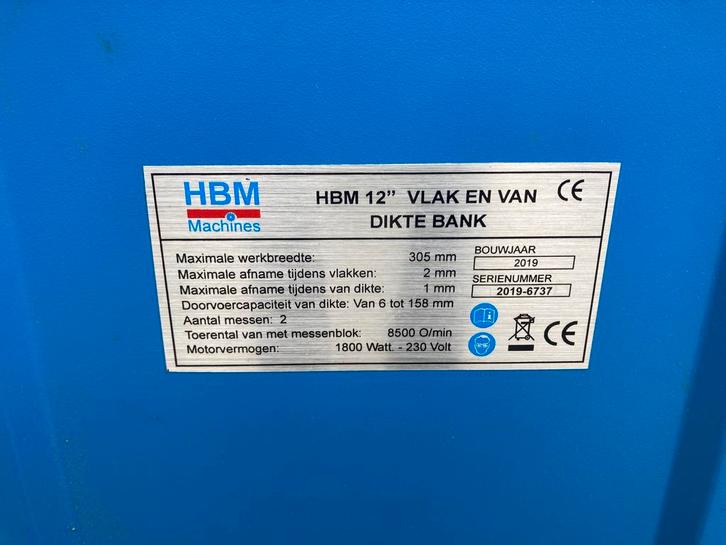 HBM
Machines
HBM 12” VLAK EN VAN
DIKTE BANK
CE
Maximale werkbreedte: 305 mm
Maximale afname tijdens vlakken: 2 mm
Maximale afname tijdens van dikte: 1 mm
Doorvoercapaciteit van dikte: Van 6 tot 158 mm
Aantal messen: 2
Toerental van met messenblok: 8500 O/min
Motorvermogen: 1800 Watt. - 230 Volt
BOUWJAAR
2019
SERIENUMMER
2019-6737
CE